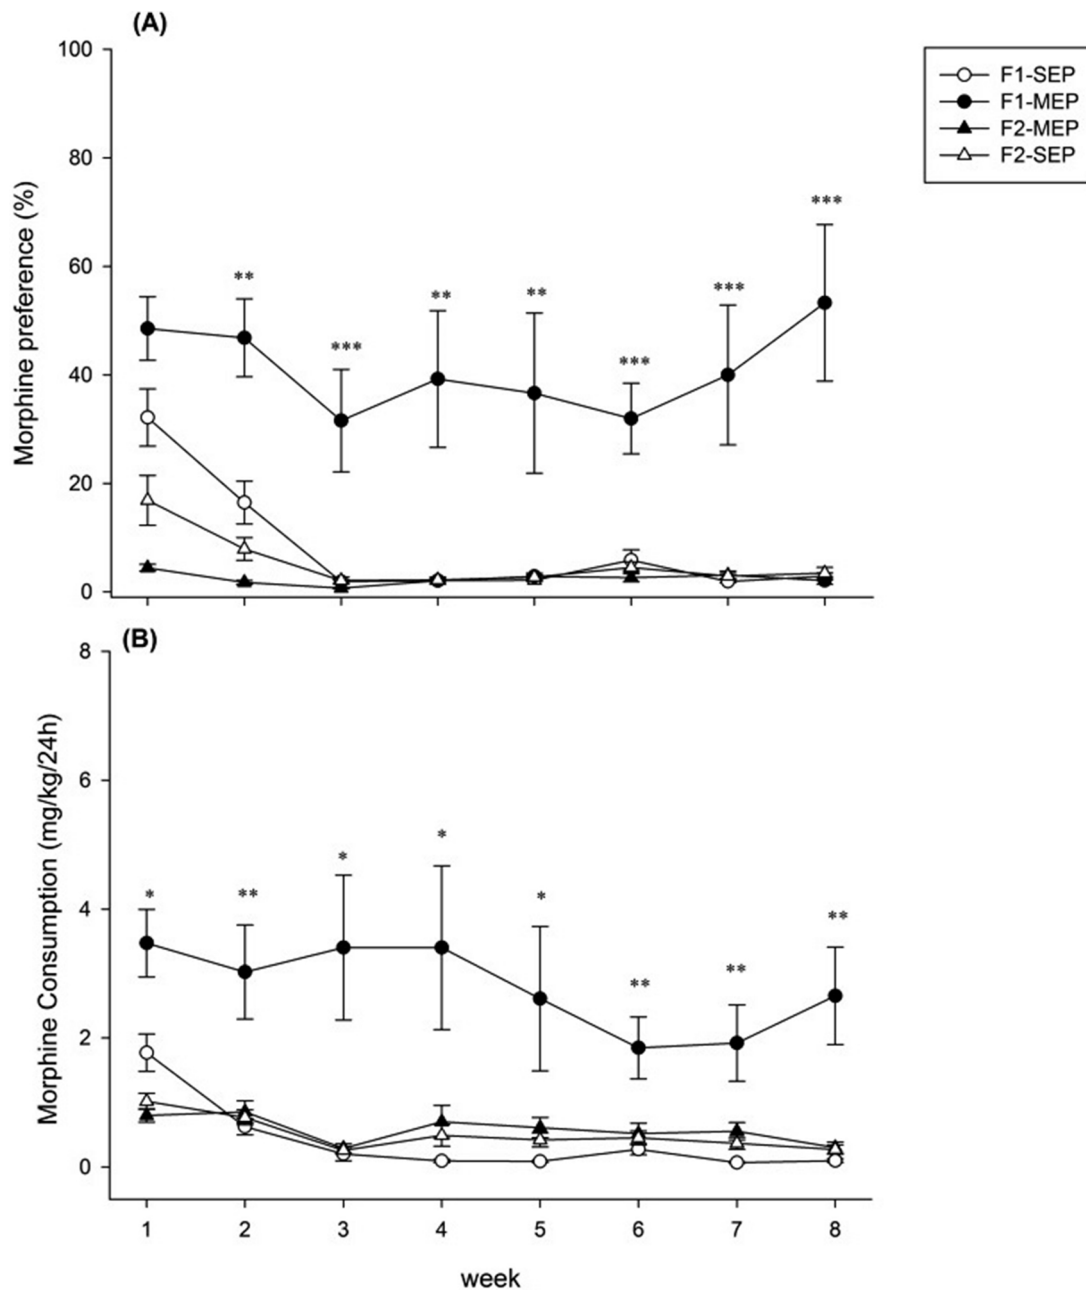 (A)
100
80
60
40
20
0
Morphine preference (%)
**
***
**
**
***
***
***
F1-SEP
F1-MEP
F2-MEP
F2-SEP
(B)
8
6
4
2
0
Morphine Consumption (mg/kg/24h)
*
**
*
*
*
**
**
**
1 2 3 4 5 6 7 8
week